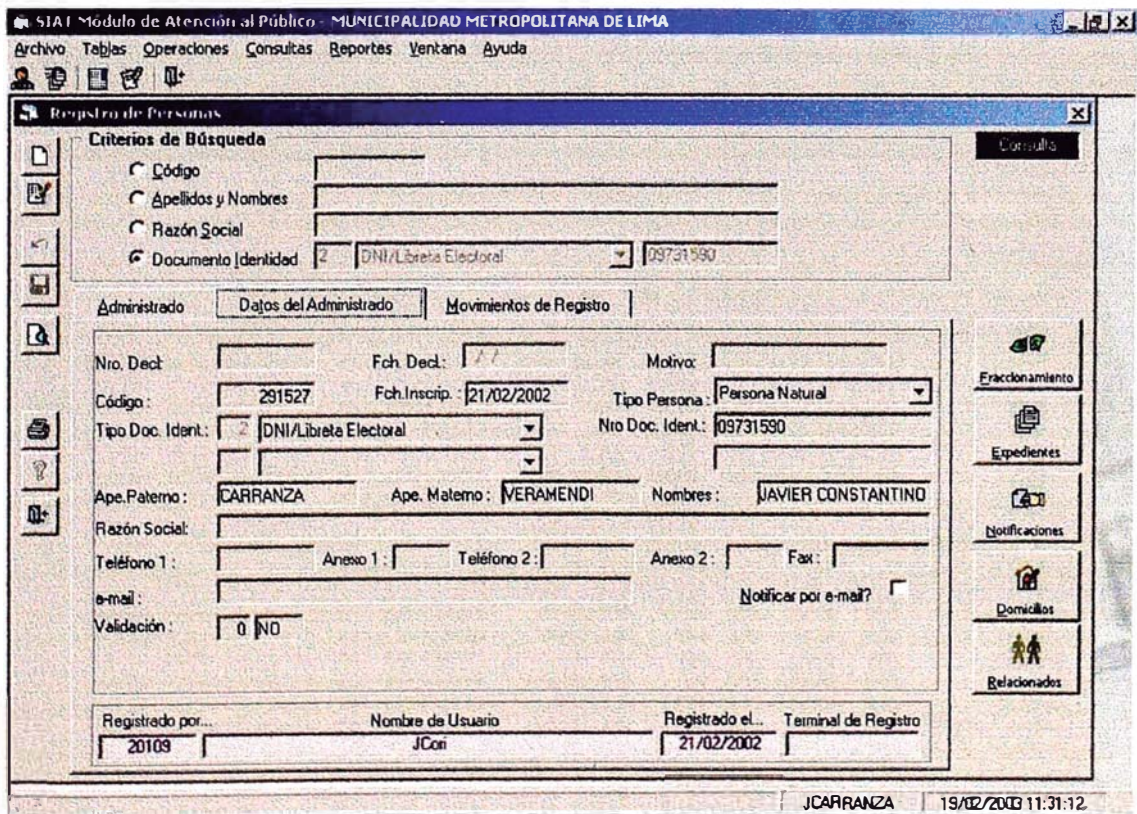 SIAT Módulo de Atención al Público - MUNICIPALIDAD METROPOLITANA DE LIMA
Archivo Tablas Operaciones Consultas Reportes Ventana Ayuda
Registro de Personas
Criterios de Búsqueda
Consulta
Código
Apellidos y Nombres
Razón Social
Documento Identidad 2 DNI/Libreta Electoral 09731590
Administrado Datos del Administrado Movimientos de Registro
Nro. Decl: Fch. Decl.: / / Motivo:
Código : 291527 Fch.Inscrip. : 21/02/2002 Tipo Persona : Persona Natural
Tipo Doc. Ident.: 2 DNI/Libreta Electoral Nro Doc. Ident.: 09731590
Ape.Paterno : CARRANZA Ape. Materno : VERAMENDI Nombres : JAVIER CONSTANTINO
Razón Social:
Teléfono 1 : Anexo 1 : Teléfono 2 : Anexo 2 : Fax :
e-mail : Notificar por e-mail?
Validación : 0 NO
Fraccionamiento
Expedientes
Notificaciones
Domicilios
Relacionados
Registrado por... Nombre de Usuario Registrado el... Terminal de Registro
20109 JCori 21/02/2002
JCARRANZA 19/02/2003 11:31:12